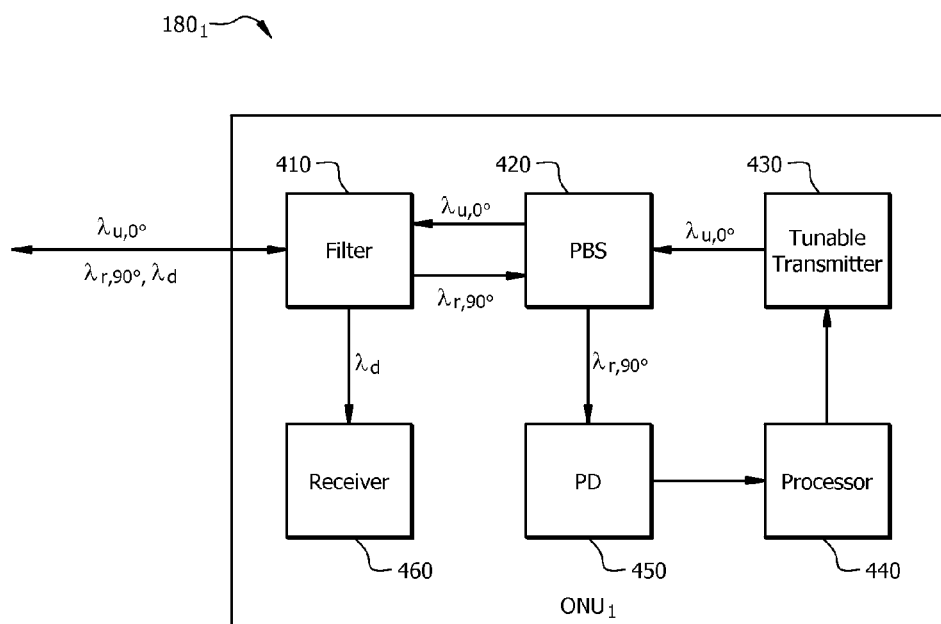 180₁
410
420
430
λu,0°
λr,90°, λd
Filter
λu,0°
λr,90°
PBS
λu,0°
Tunable
Transmitter
λd
λr,90°
Receiver
PD
Processor
460
450
440
ONU₁